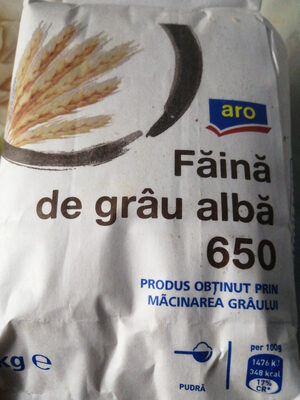 aro
Făină
de grâu albă
650
PRODUS OBȚINUT PRIN
MĂCINAREA GRÂULUI
kg e
PUDRĂ
per 100g
1476 kJ
348 kcal
17%
CR*